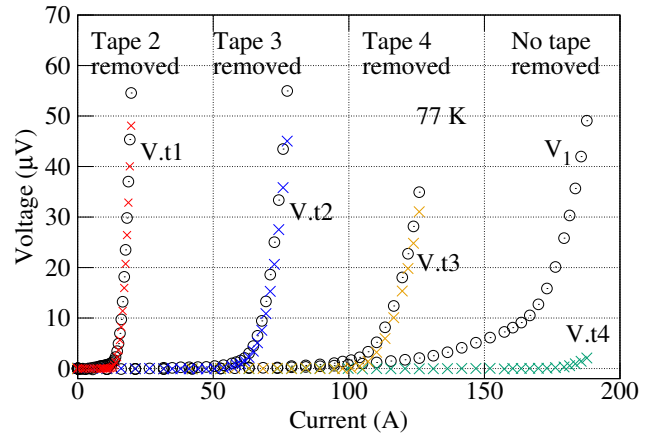 70
60
50
40
30
20
10
0
Voltage (µV)
Tape 2
removed
Tape 3
removed
Tape 4
removed
No tape
removed
77 K
V.t1
V.t2
V.t3
V₁
V.t4
0
50
100
150
200
Current (A)